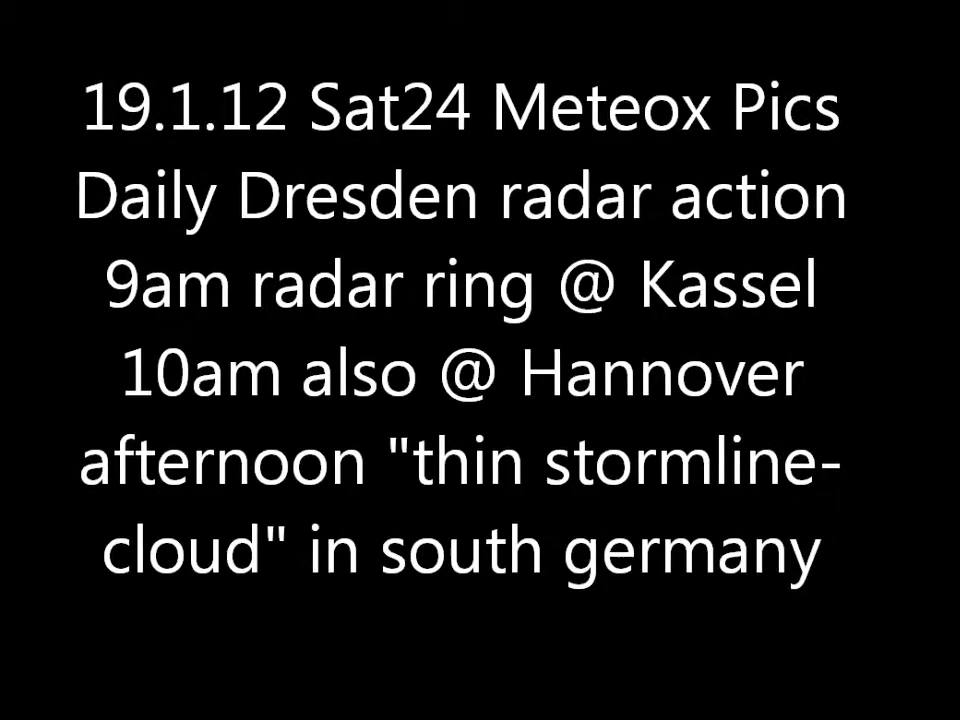 19.1.12 Sat24 Meteox Pics
Daily Dresden radar action
9am radar ring @ Kassel
10am also @ Hannover
afternoon "thin stormline-
cloud" in south germany